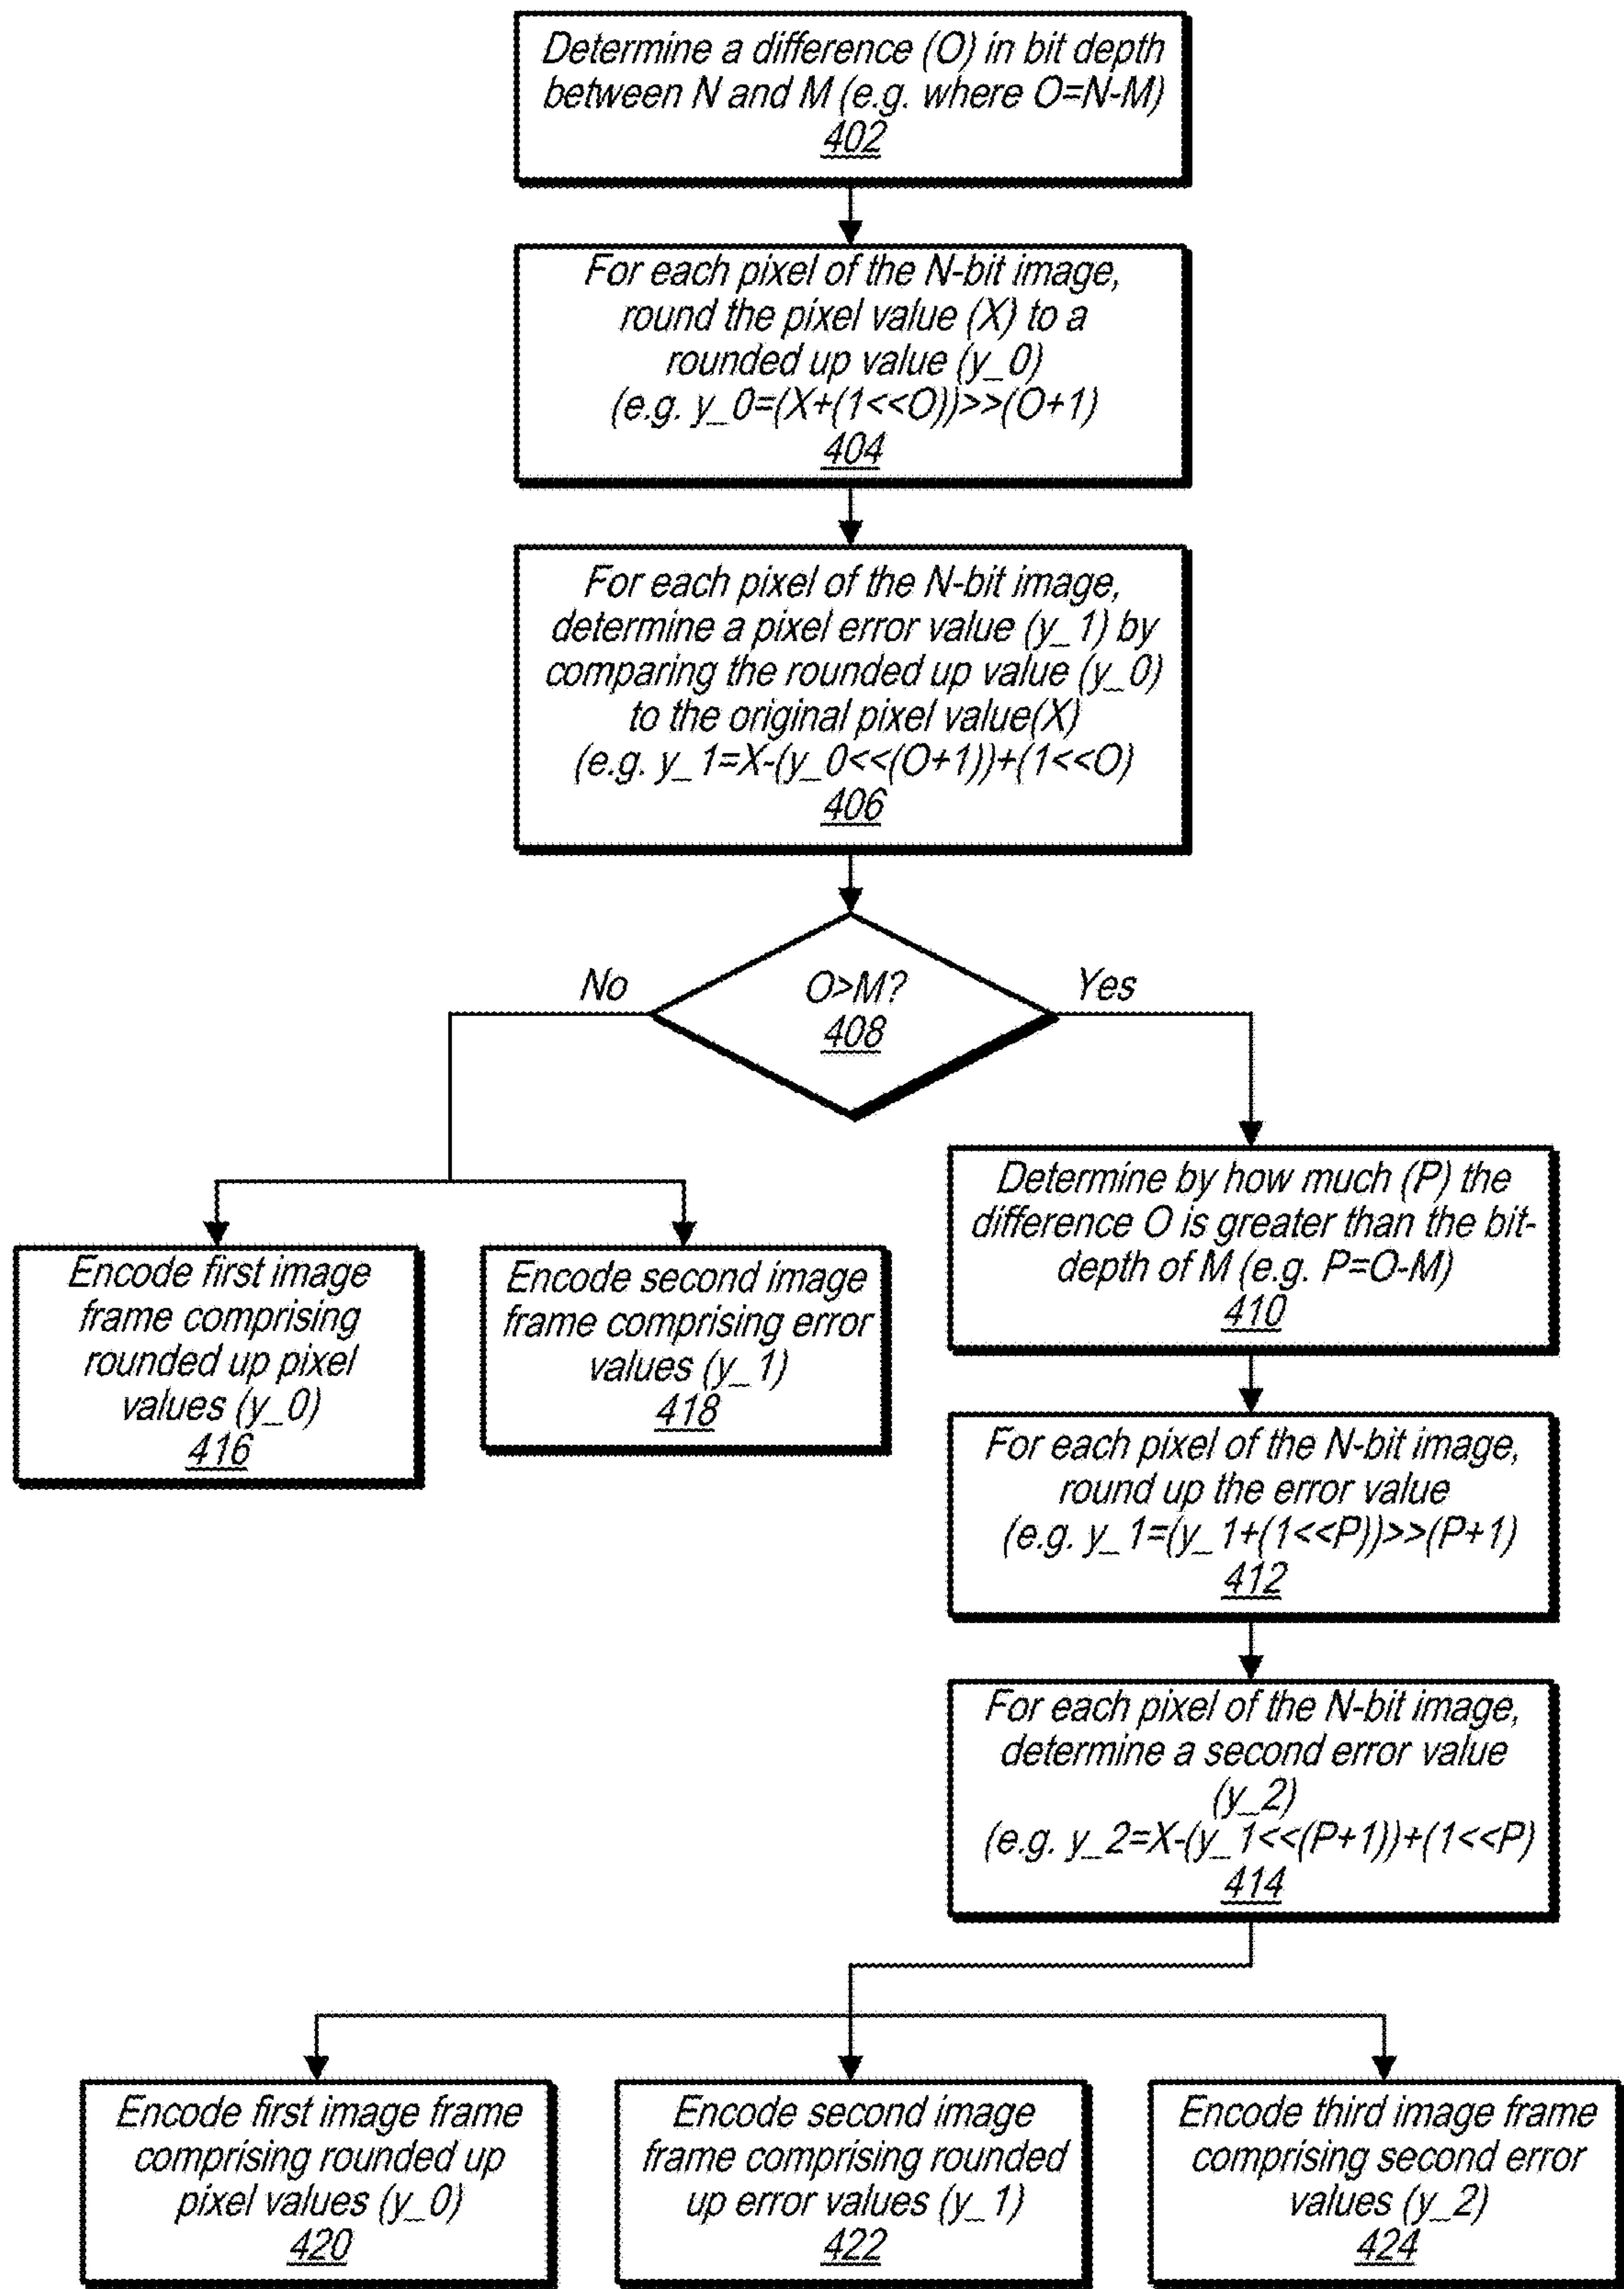 Determine a difference (O) in bit depth
between N and M (e.g. where O=N-M)
402
For each pixel of the N-bit image,
round the pixel value (X) to a
rounded up value (y_0)
(e.g. y_0=(X+(1<<O))>>(O+1)
404
For each pixel of the N-bit image,
determine a pixel error value (y_1) by
comparing the rounded up value (y_0)
to the original pixel value(X)
(e.g. y_1=X-(y_0<<(O+1))+(1<<O)
406
O>M?
408
No
Yes
Encode first image
frame comprising
rounded up pixel
values (y_0)
416
Encode second image
frame comprising error
values (y_1)
418
Determine by how much (P) the
difference O is greater than the bit-
depth of M (e.g. P=O-M)
410
For each pixel of the N-bit image,
round up the error value
(e.g. y_1=(y_1+(1<<P))>>(P+1)
412
For each pixel of the N-bit image,
determine a second error value
(y_2)
(e.g. y_2=X-(y_1<<(P+1))+(1<<P)
414
Encode first image frame
comprising rounded up
pixel values (y_0)
420
Encode second image
frame comprising rounded
up error values (y_1)
422
Encode third image frame
comprising second error
values (y_2)
424